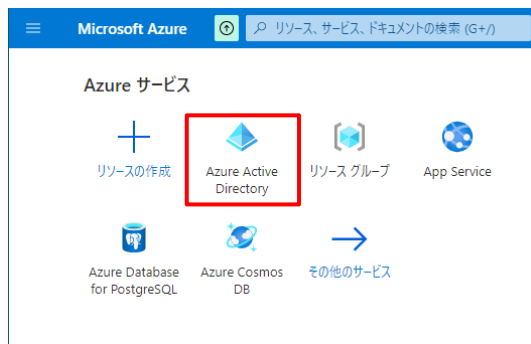 Microsoft Azure
リソース、サービス、ドキュメントの検索 (G+/)
Azure サービス
リソースの作成
Azure Active
Directory
リソース グループ
App Service
Azure Database
for PostgreSQL
Azure Cosmos
DB
その他のサービス